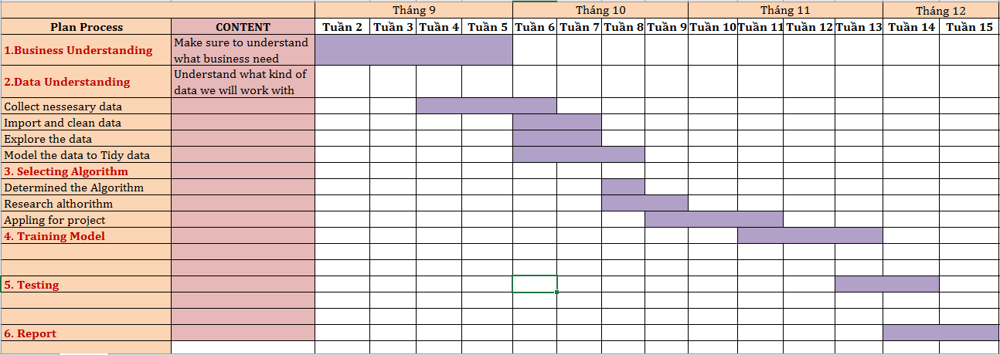 Tháng 9 Tháng 10 Tháng 11 Tháng 12
Plan Process CONTENT Tuần 2 Tuần 3 Tuần 4 Tuần 5 Tuần 6 Tuần 7 Tuần 8 Tuần 9 Tuần 10 Tuần 11 Tuần 12 Tuần 13 Tuần 14 Tuần 15
1.Business Understanding
Make sure to understand
what business need
2.Data Understanding
Understand what kind of
data we will work with
Collect nessesary data
Import and clean data
Explore the data
Model the data to Tidy data
3. Selecting Algorithm
Determined the Algorithm
Research althorithm
Appling for project
4. Training Model
5. Testing
6. Report